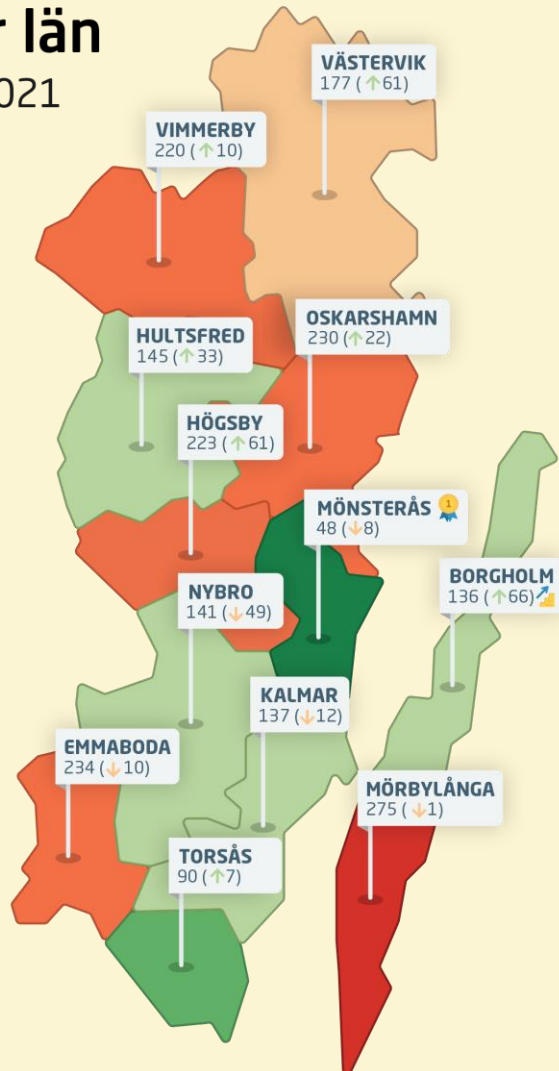 län
VÄSTERVIK
177 (↑61)
VIMMERBY
220 (↑10)
OSKARSHAMN
230 (↑22)
HULTSFRED
145 (↑33)
HÖGSBY
223 (↑61)
MÖNSTERÅS 1
48 (↓8)
BORGHOLM
136 (↑66)
NYBRO
141 (↓49)
KALMAR
137 (↓12)
EMMABODA
234 (↓10)
MÖRBYLÅNGA
275 (↓1)
TORSÅS
90 (↑7)